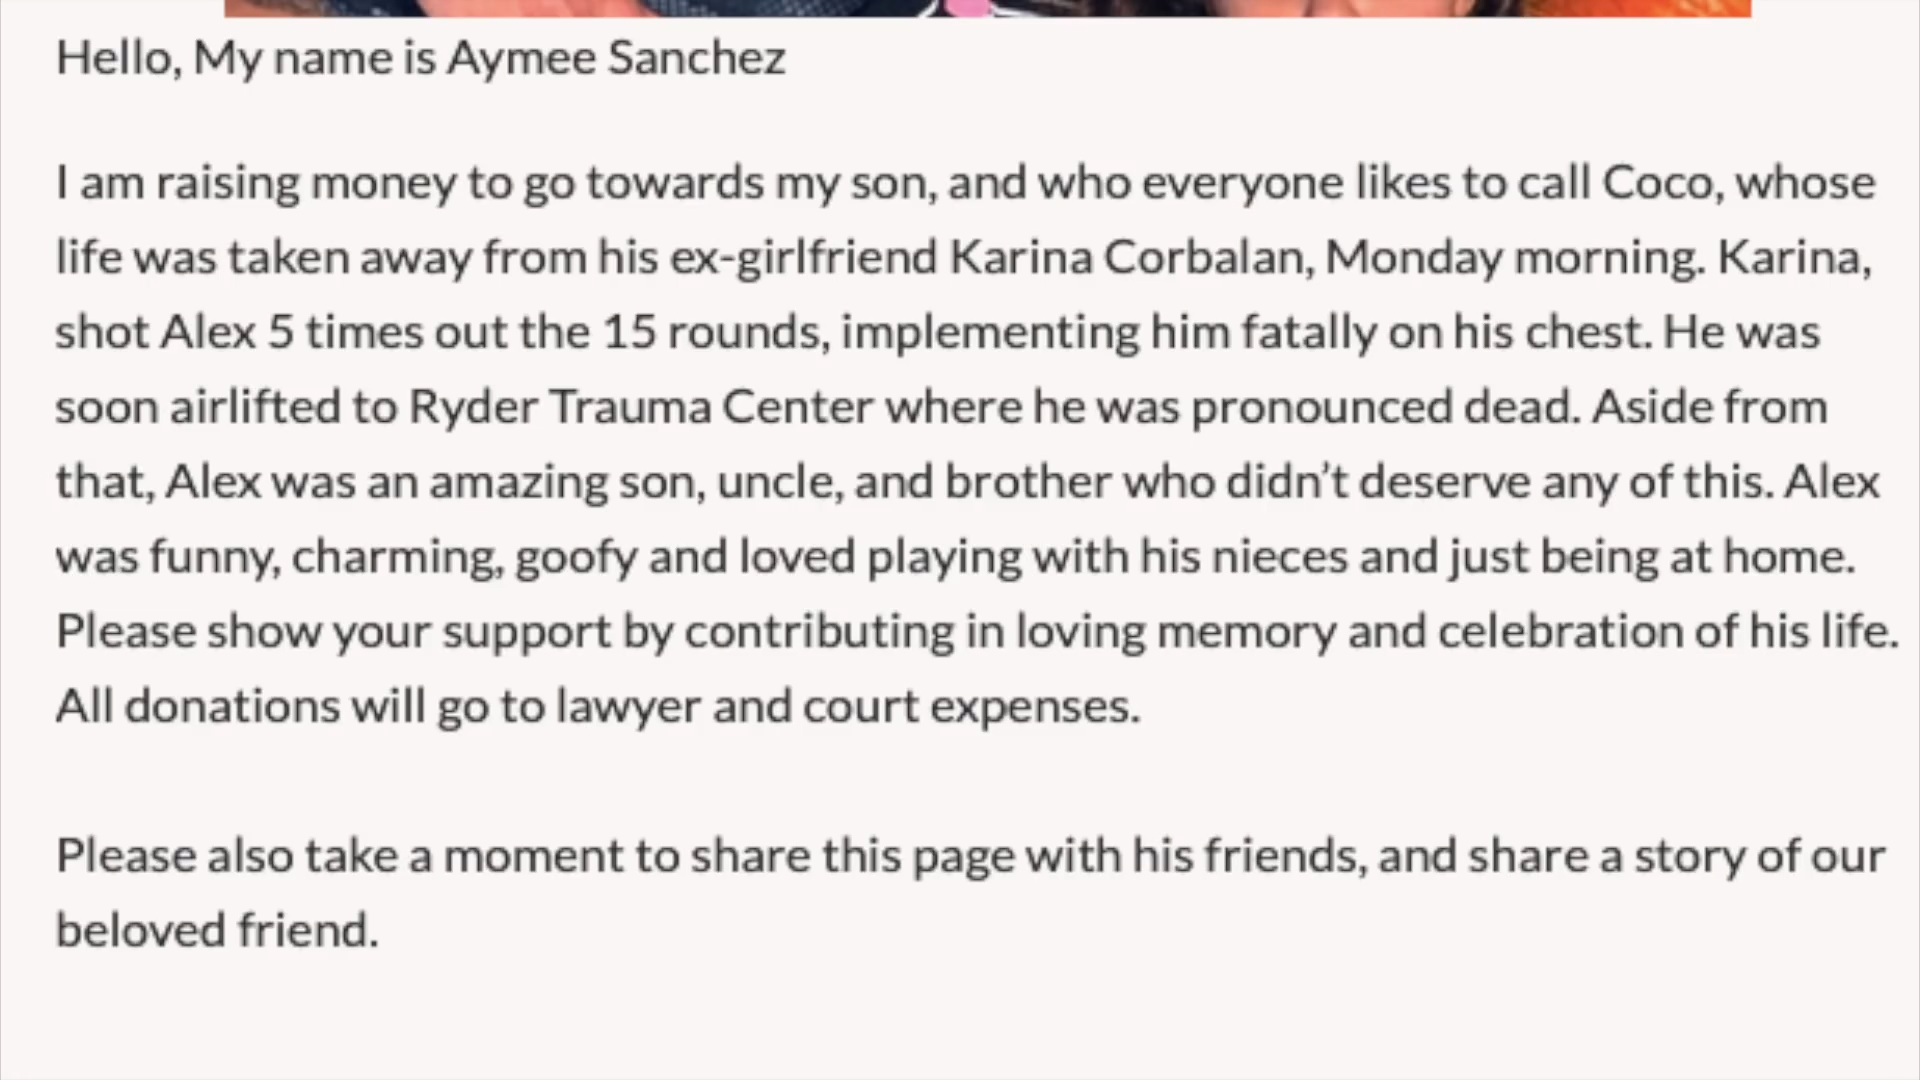 Hello, My name is Aymee Sanchez
I am raising money to go towards my son, and who everyone likes to call Coco, whose
life was taken away from his ex-girlfriend Karina Corbalan, Monday morning. Karina,
shot Alex 5 times out the 15 rounds, implementing him fatally on his chest. He was
soon airlifted to Ryder Trauma Center where he was pronounced dead. Aside from
that, Alex was an amazing son, uncle, and brother who didn’t deserve any of this. Alex
was funny, charming, goofy and loved playing with his nieces and just being at home.
Please show your support by contributing in loving memory and celebration of his life.
All donations will go to lawyer and court expenses.
Please also take a moment to share this page with his friends, and share a story of our
beloved friend.